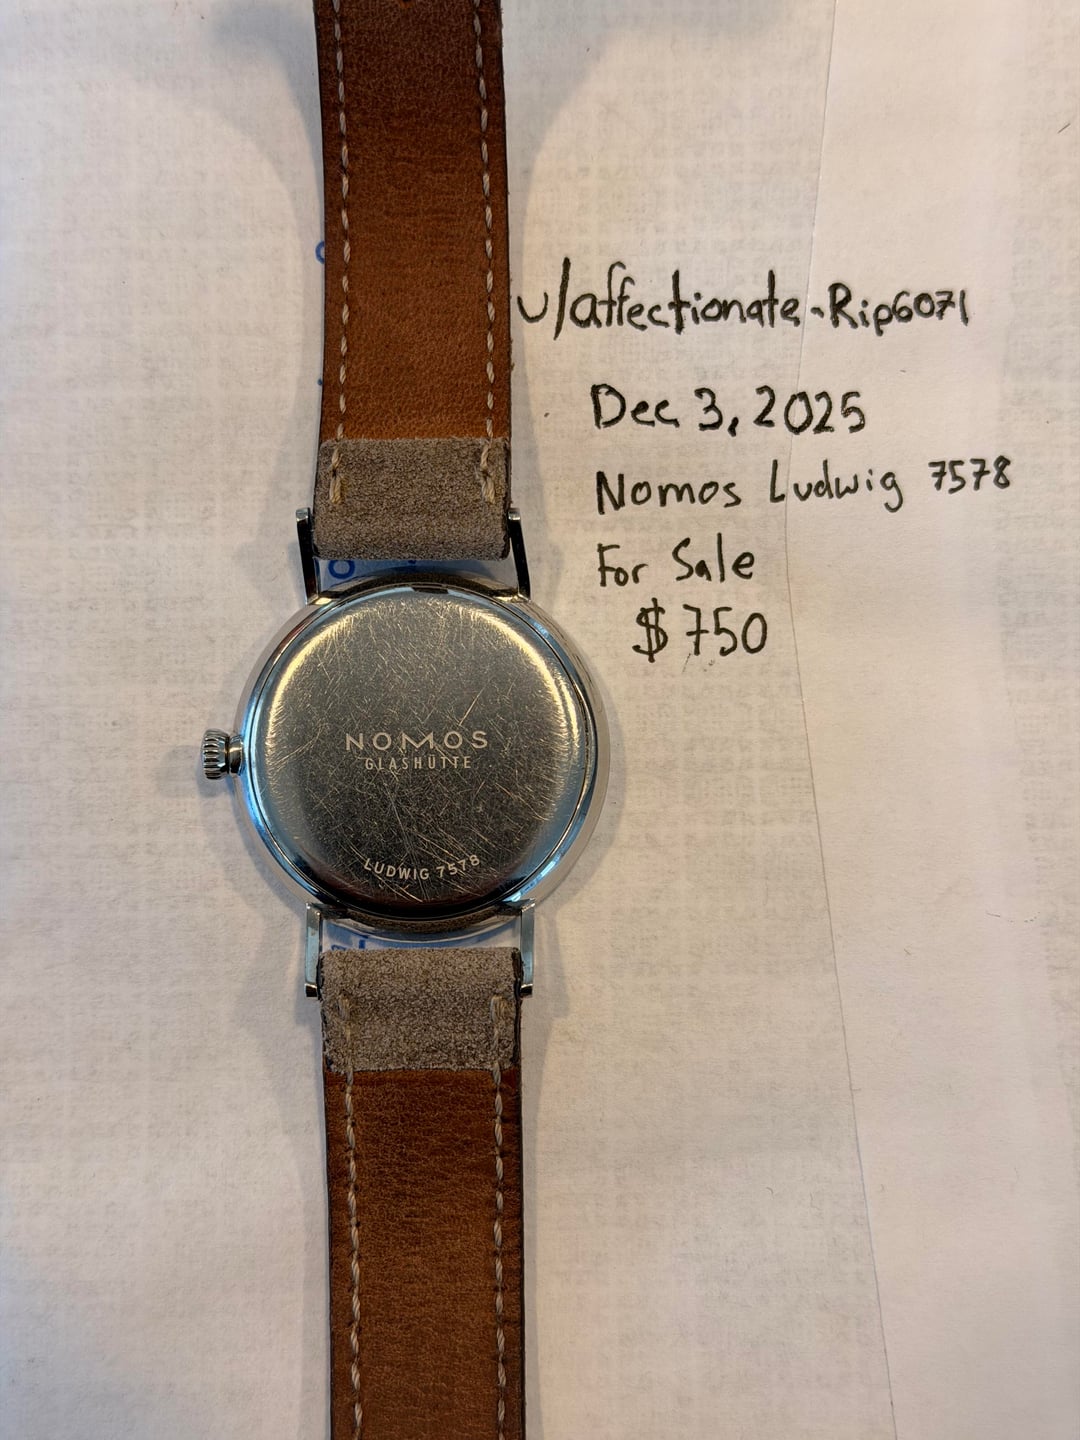 u/affectionate-Rip6071
Dec 3, 2025
Nomos Ludwig 7578
For Sale
$750
NOMOS
GLASHÜTTE
LUDWIG 7578